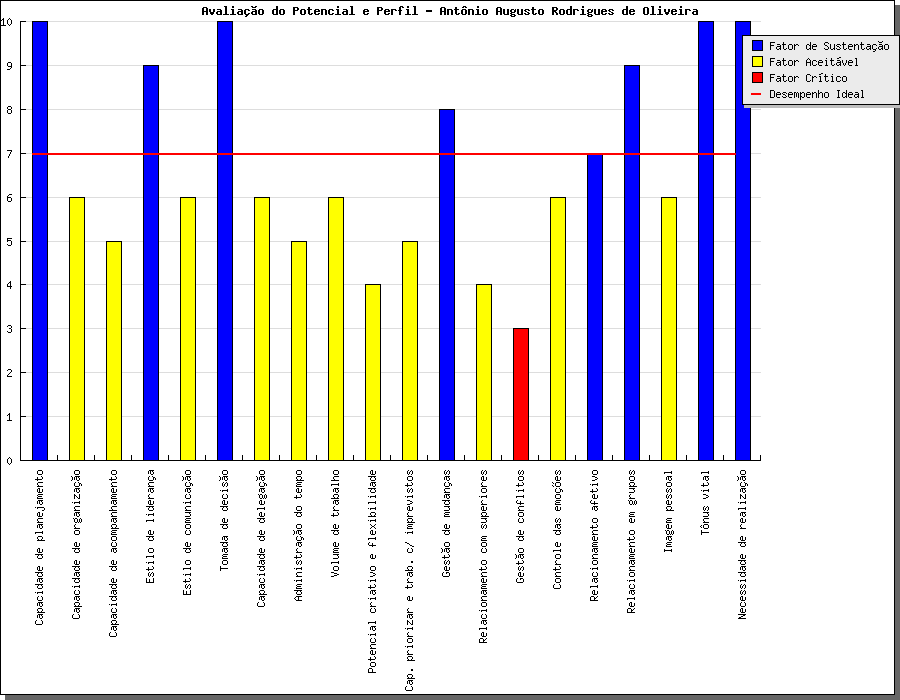 Avaliação do Potencial e Perfil - Antônio Augusto Rodrigues de Oliveira
Fator de Sustentação
Fator Aceitável
Fator Crítico
Desempenho Ideal
10
9
8
7
6
5
4
3
2
1
0
Capacidade de planejamento
Capacidade de organização
Capacidade de acompanhamento
Estilo de liderança
Estilo de comunicação
Tomada de decisão
Capacidade de delegação
Administração do tempo
Volume de trabalho
Potencial criativo e flexibilidade
Cap. priorizar e trab. c/ imprevistos
Gestão de mudanças
Relacionamento com superiores
Gestão de conflitos
Controle das emoções
Relacionamento afetivo
Relacionamento em grupos
Imagem pessoal
Tônus vital
Necessidade de realização